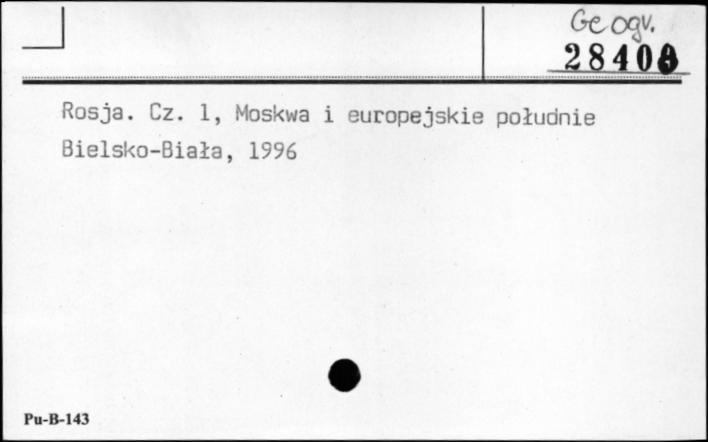 Geogr.
2840
Rosja. Cz. 1, Moskwa i europejskie południe
Bielsko-Biała, 1996
Pu-B-143